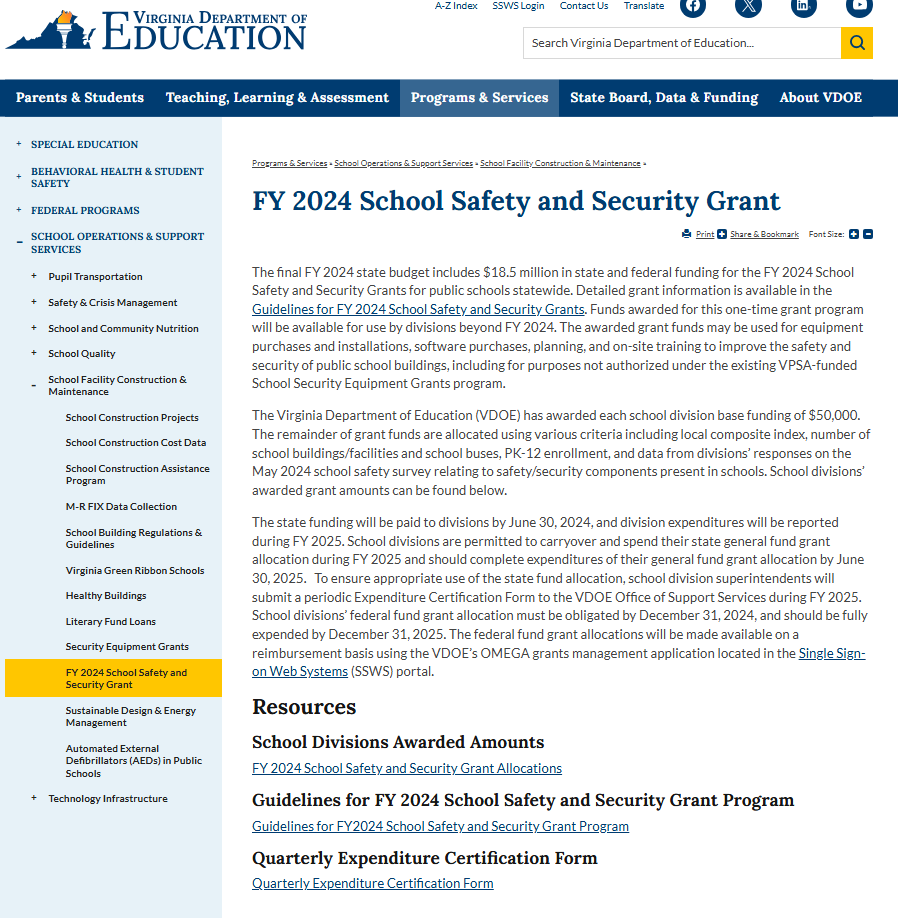 A-Z Index SSWS Login Contact Us Translate
VIRGINIA DEPARTMENT OF
EDUCATION
Search Virginia Department of Education...
Parents & Students Teaching, Learning & Assessment Programs & Services State Board, Data & Funding About VDOE
+ SPECIAL EDUCATION
+ BEHAVIORAL HEALTH & STUDENT
SAFETY
+ FEDERAL PROGRAMS
- SCHOOL OPERATIONS & SUPPORT
SERVICES
+ Pupil Transportation
+ Safety & Crisis Management
+ School and Community Nutrition
+ School Quality
- School Facility Construction &
Maintenance
School Construction Projects
School Construction Cost Data
School Construction Assistance
Program
M-R FIX Data Collection
School Building Regulations &
Guidelines
Virginia Green Ribbon Schools
Healthy Buildings
Literary Fund Loans
Security Equipment Grants
FY 2024 School Safety and
Security Grant
Sustainable Design & Energy
Management
Automated External
Defibrillators (AEDs) in Public
Schools
+ Technology Infrastructure
Programs & Services • School Operations & Support Services • School Facility Construction & Maintenance •
FY 2024 School Safety and Security Grant
Print Share & Bookmark Font Size: + -
The final FY 2024 state budget includes $18.5 million in state and federal funding for the FY 2024 School
Safety and Security Grants for public schools statewide. Detailed grant information is available in the
Guidelines for FY 2024 School Safety and Security Grants. Funds awarded for this one-time grant program
will be available for use by divisions beyond FY 2024. The awarded grant funds may be used for equipment
purchases and installations, software purchases, planning, and on-site training to improve the safety and
security of public school buildings, including for purposes not authorized under the existing VPSA-funded
School Security Equipment Grants program.
The Virginia Department of Education (VDOE) has awarded each school division base funding of $50,000.
The remainder of grant funds are allocated using various criteria including local composite index, number of
school buildings/facilities and school buses, PK-12 enrollment, and data from divisions’ responses on the
May 2024 school safety survey relating to safety/security components present in schools. School divisions’
awarded grant amounts can be found below.
The state funding will be paid to divisions by June 30, 2024, and division expenditures will be reported
during FY 2025. School divisions are permitted to carryover and spend their state general fund grant
allocation during FY 2025 and should complete expenditures of their general fund grant allocation by June
30, 2025. To ensure appropriate use of the state fund allocation, school division superintendents will
submit a periodic Expenditure Certification Form to the VDOE Office of Support Services during FY 2025.
School divisions’ federal fund grant allocation must be obligated by December 31, 2024, and should be fully
expended by December 31, 2025. The federal fund grant allocations will be made available on a
reimbursement basis using the VDOE’s OMEGA grants management application located in the Single Sign-
on Web Systems (SSWS) portal.
Resources
School Divisions Awarded Amounts
FY 2024 School Safety and Security Grant Allocations
Guidelines for FY 2024 School Safety and Security Grant Program
Guidelines for FY2024 School Safety and Security Grant Program
Quarterly Expenditure Certification Form
Quarterly Expenditure Certification Form